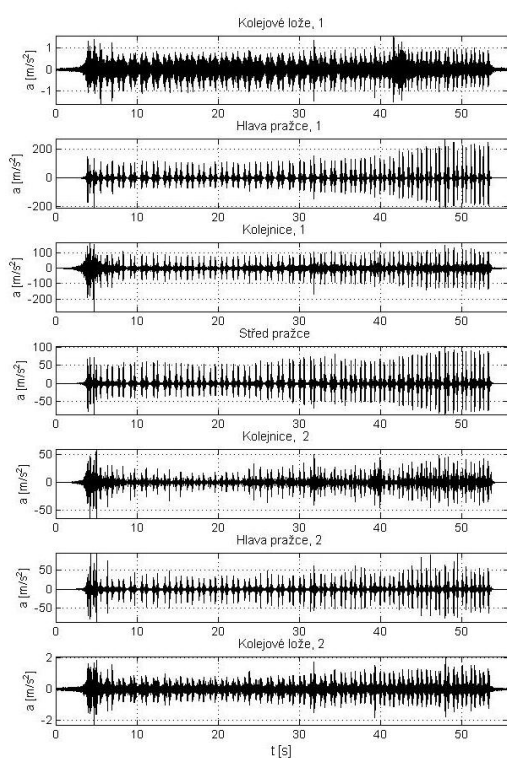 Kolejové lože, 1
a [m/s²]
1
0
-1
0 10 20 30 40 50
Hlava pražce, 1
a [m/s²]
200
0
-200
0 10 20 30 40 50
Kolejnice, 1
a [m/s²]
100
0
-100
-200
0 10 20 30 40 50
Střed pražce
a [m/s²]
100
50
0
-50
0 10 20 30 40 50
Kolejnice, 2
a [m/s²]
50
0
-50
0 10 20 30 40 50
Hlava pražce, 2
a [m/s²]
50
0
-50
0 10 20 30 40 50
Kolejové lože, 2
a [m/s²]
2
0
-2
0 10 20 30 40 50
t [s]